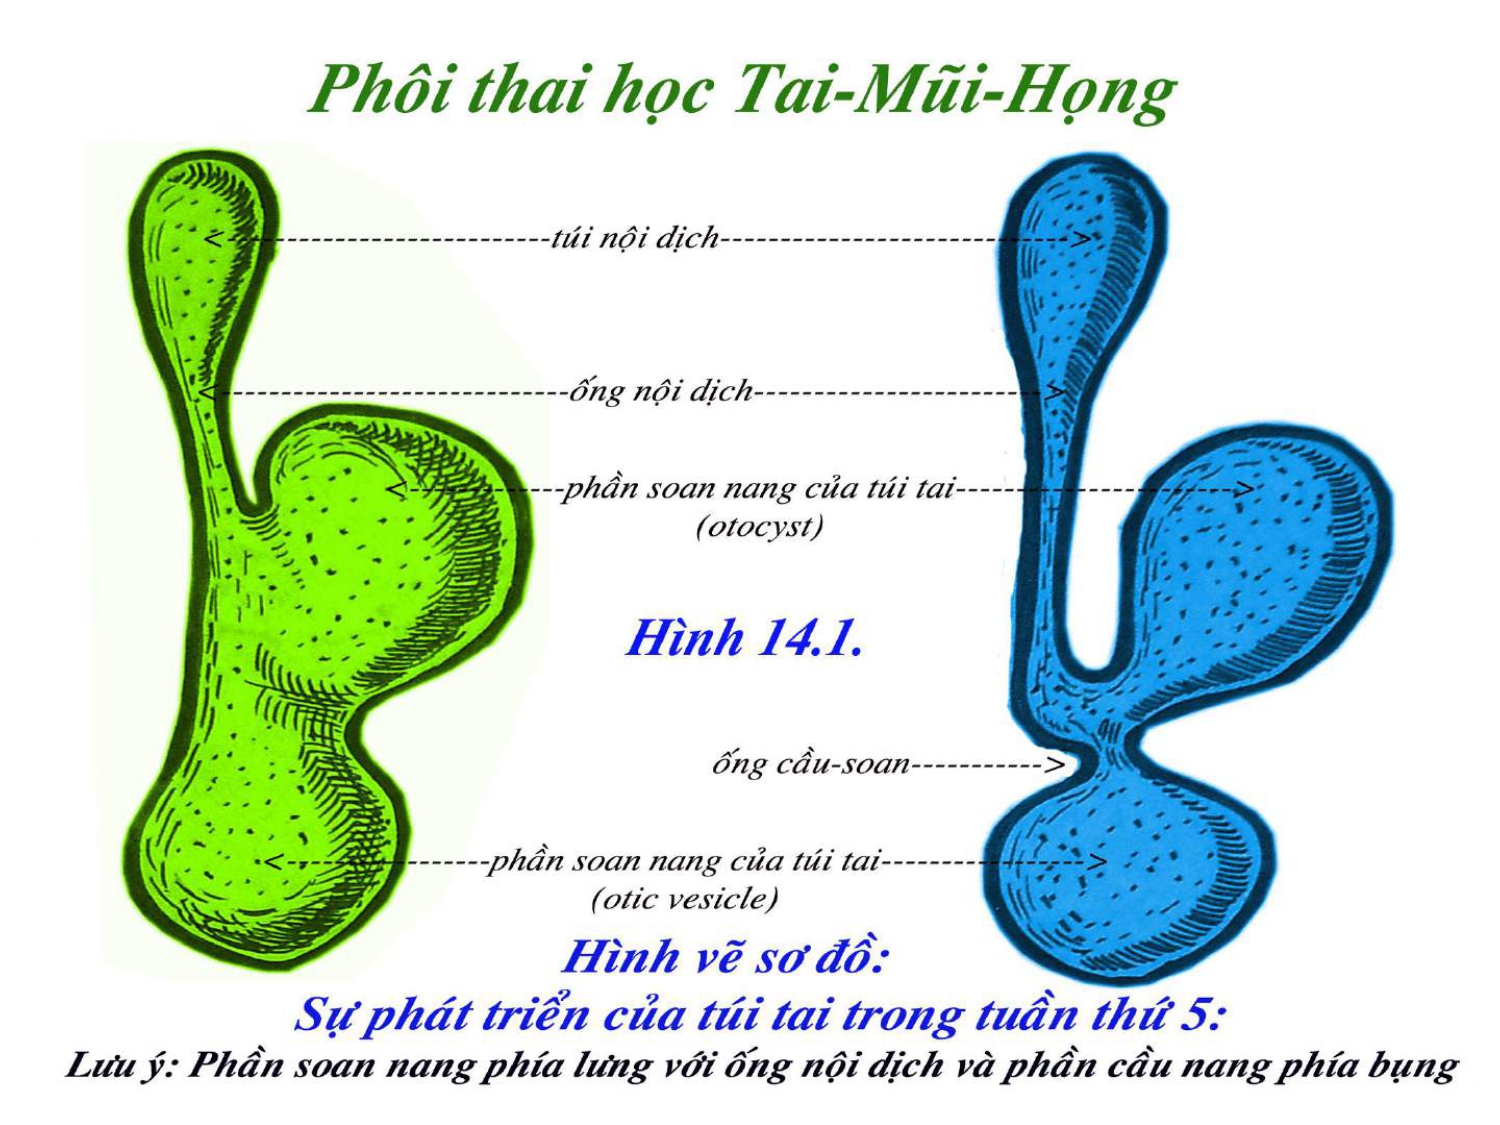 Phôi thai học Tai-Mũi-Họng
túi nội dịch
ống nội dịch
phần soan nang của túi tai
(otocyst)
Hình 14.1.
ống cầu-soan
phần soan nang của túi tai
(otic vesicle)
Hình vẽ sơ đồ:
Sự phát triển của túi tai trong tuần thứ 5:
Lưu ý: Phần soan nang phía lưng với ống nội dịch và phần cầu nang phía bụng